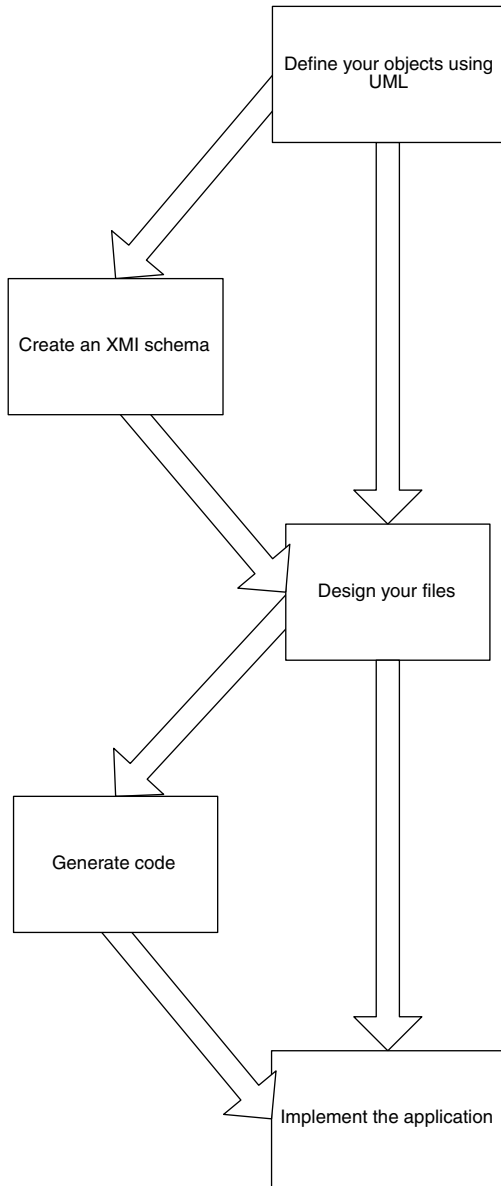 Define your objects using
UML
Create an XMI schema
Design your files
Generate code
Implement the application